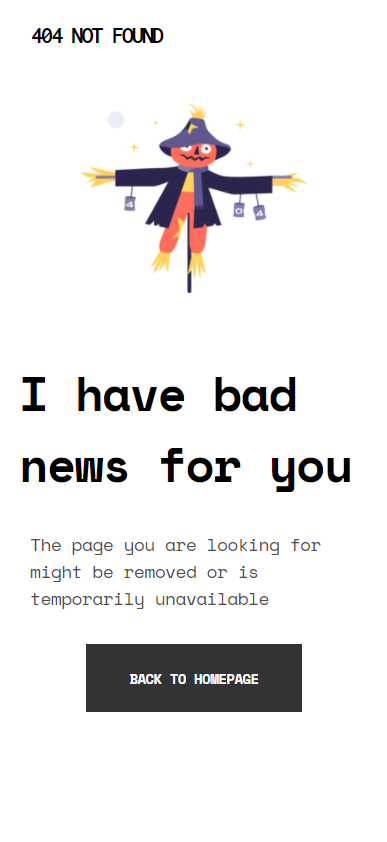 404 NOT FOUND
4
0 4
I have bad
news for you
The page you are looking for
might be removed or is
temporarily unavailable
BACK TO HOMEPAGE